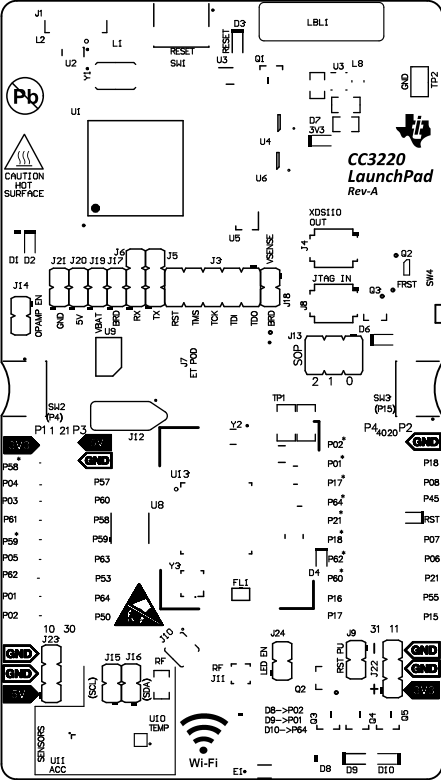 J1
L2
L1
U2
Y1
RESET
SW1
RESET
D3
U3
Q1
LBL1
U3
L8
GND
TP2
Pb
U1
D7
3V3
U4
U6
CAUTION
HOT
SURFACE
CC3220
LaunchPad
Rev-A
XDS110
OUT
J4
U5
D1 D2
J6
J5
J21 J20 J19 J17
J3
VSENSE
J18
JTAG IN
J8
Q2
FRST
SW4
Q3
J14
OPAMP EN
GND
5V
VBAT
BRD
RX
TX
RST
TMS
TCK
TDI
TDO
BRD
U9
J7
ET POD
J13
SOP
D6
2 1 0
SW2
(P4)
SW3
(P15)
J12
TP1
P1 1 21 P3
Y2
P4 40 20 P2
3V3
5V
GND
GND
P58*
P04
P03
P61
P59*
P05
P62
P01
P02
P57
P60
P58
P59*
P63
P53
P64
P50
U13
U8
Y3
FL1
D4
P02*
P01*
P17*
P64*
P21*
P18*
P62*
P60*
P16
P17
P18
P08
P45
RST
P07
P06
P21
P55
P15
10 30
J23
GND
GND
5V
J15 J16
(SCL)
(SDA)
J10
RF
RF
J11
J24
LED EN
J9
RST PU
31 11
J22
GND
GND
Q2
D8->P02
D9->P01
D10->P64
Q3
Q4
Q5
SENSORS
U11
ACC
U10
TEMP
Wi-Fi
E1
D8 D9 D10